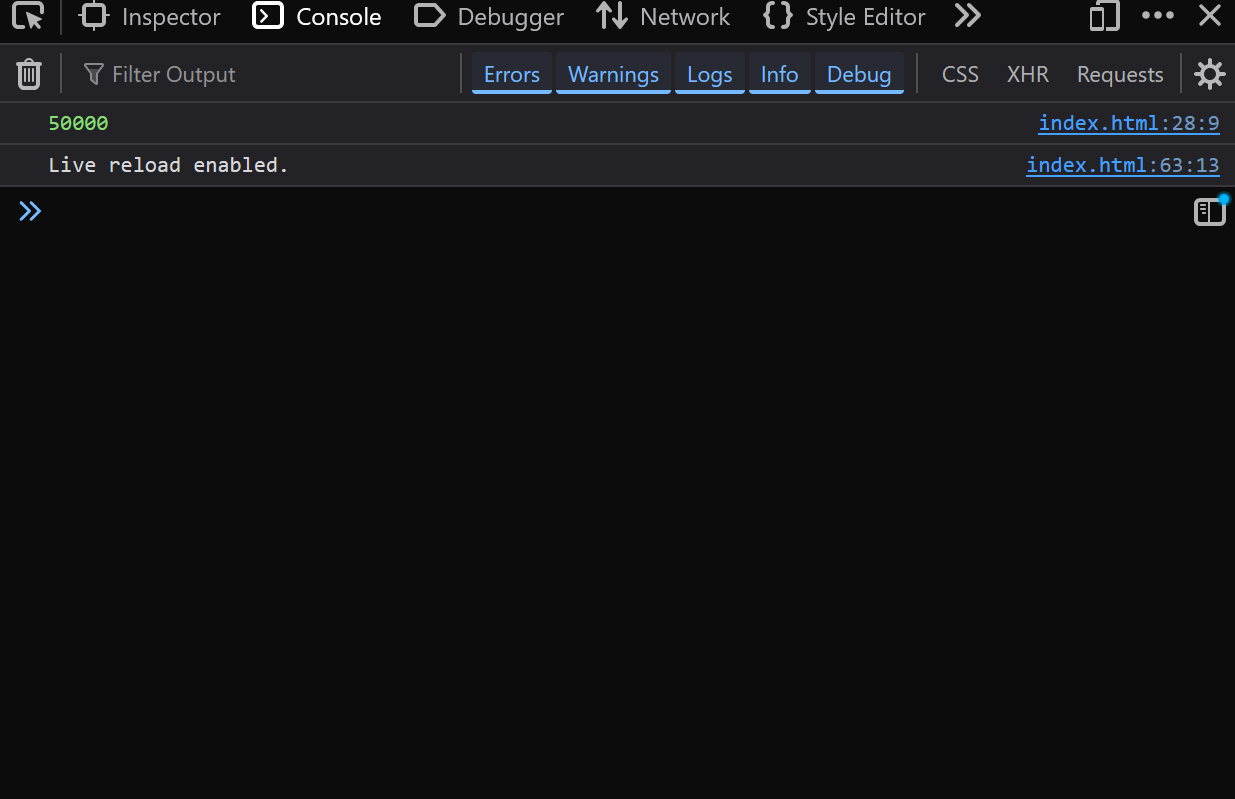 Inspector Console Debugger Network Style Editor
Filter Output Errors Warnings Logs Info Debug CSS XHR Requests
50000 index.html:28:9
Live reload enabled. index.html:63:13